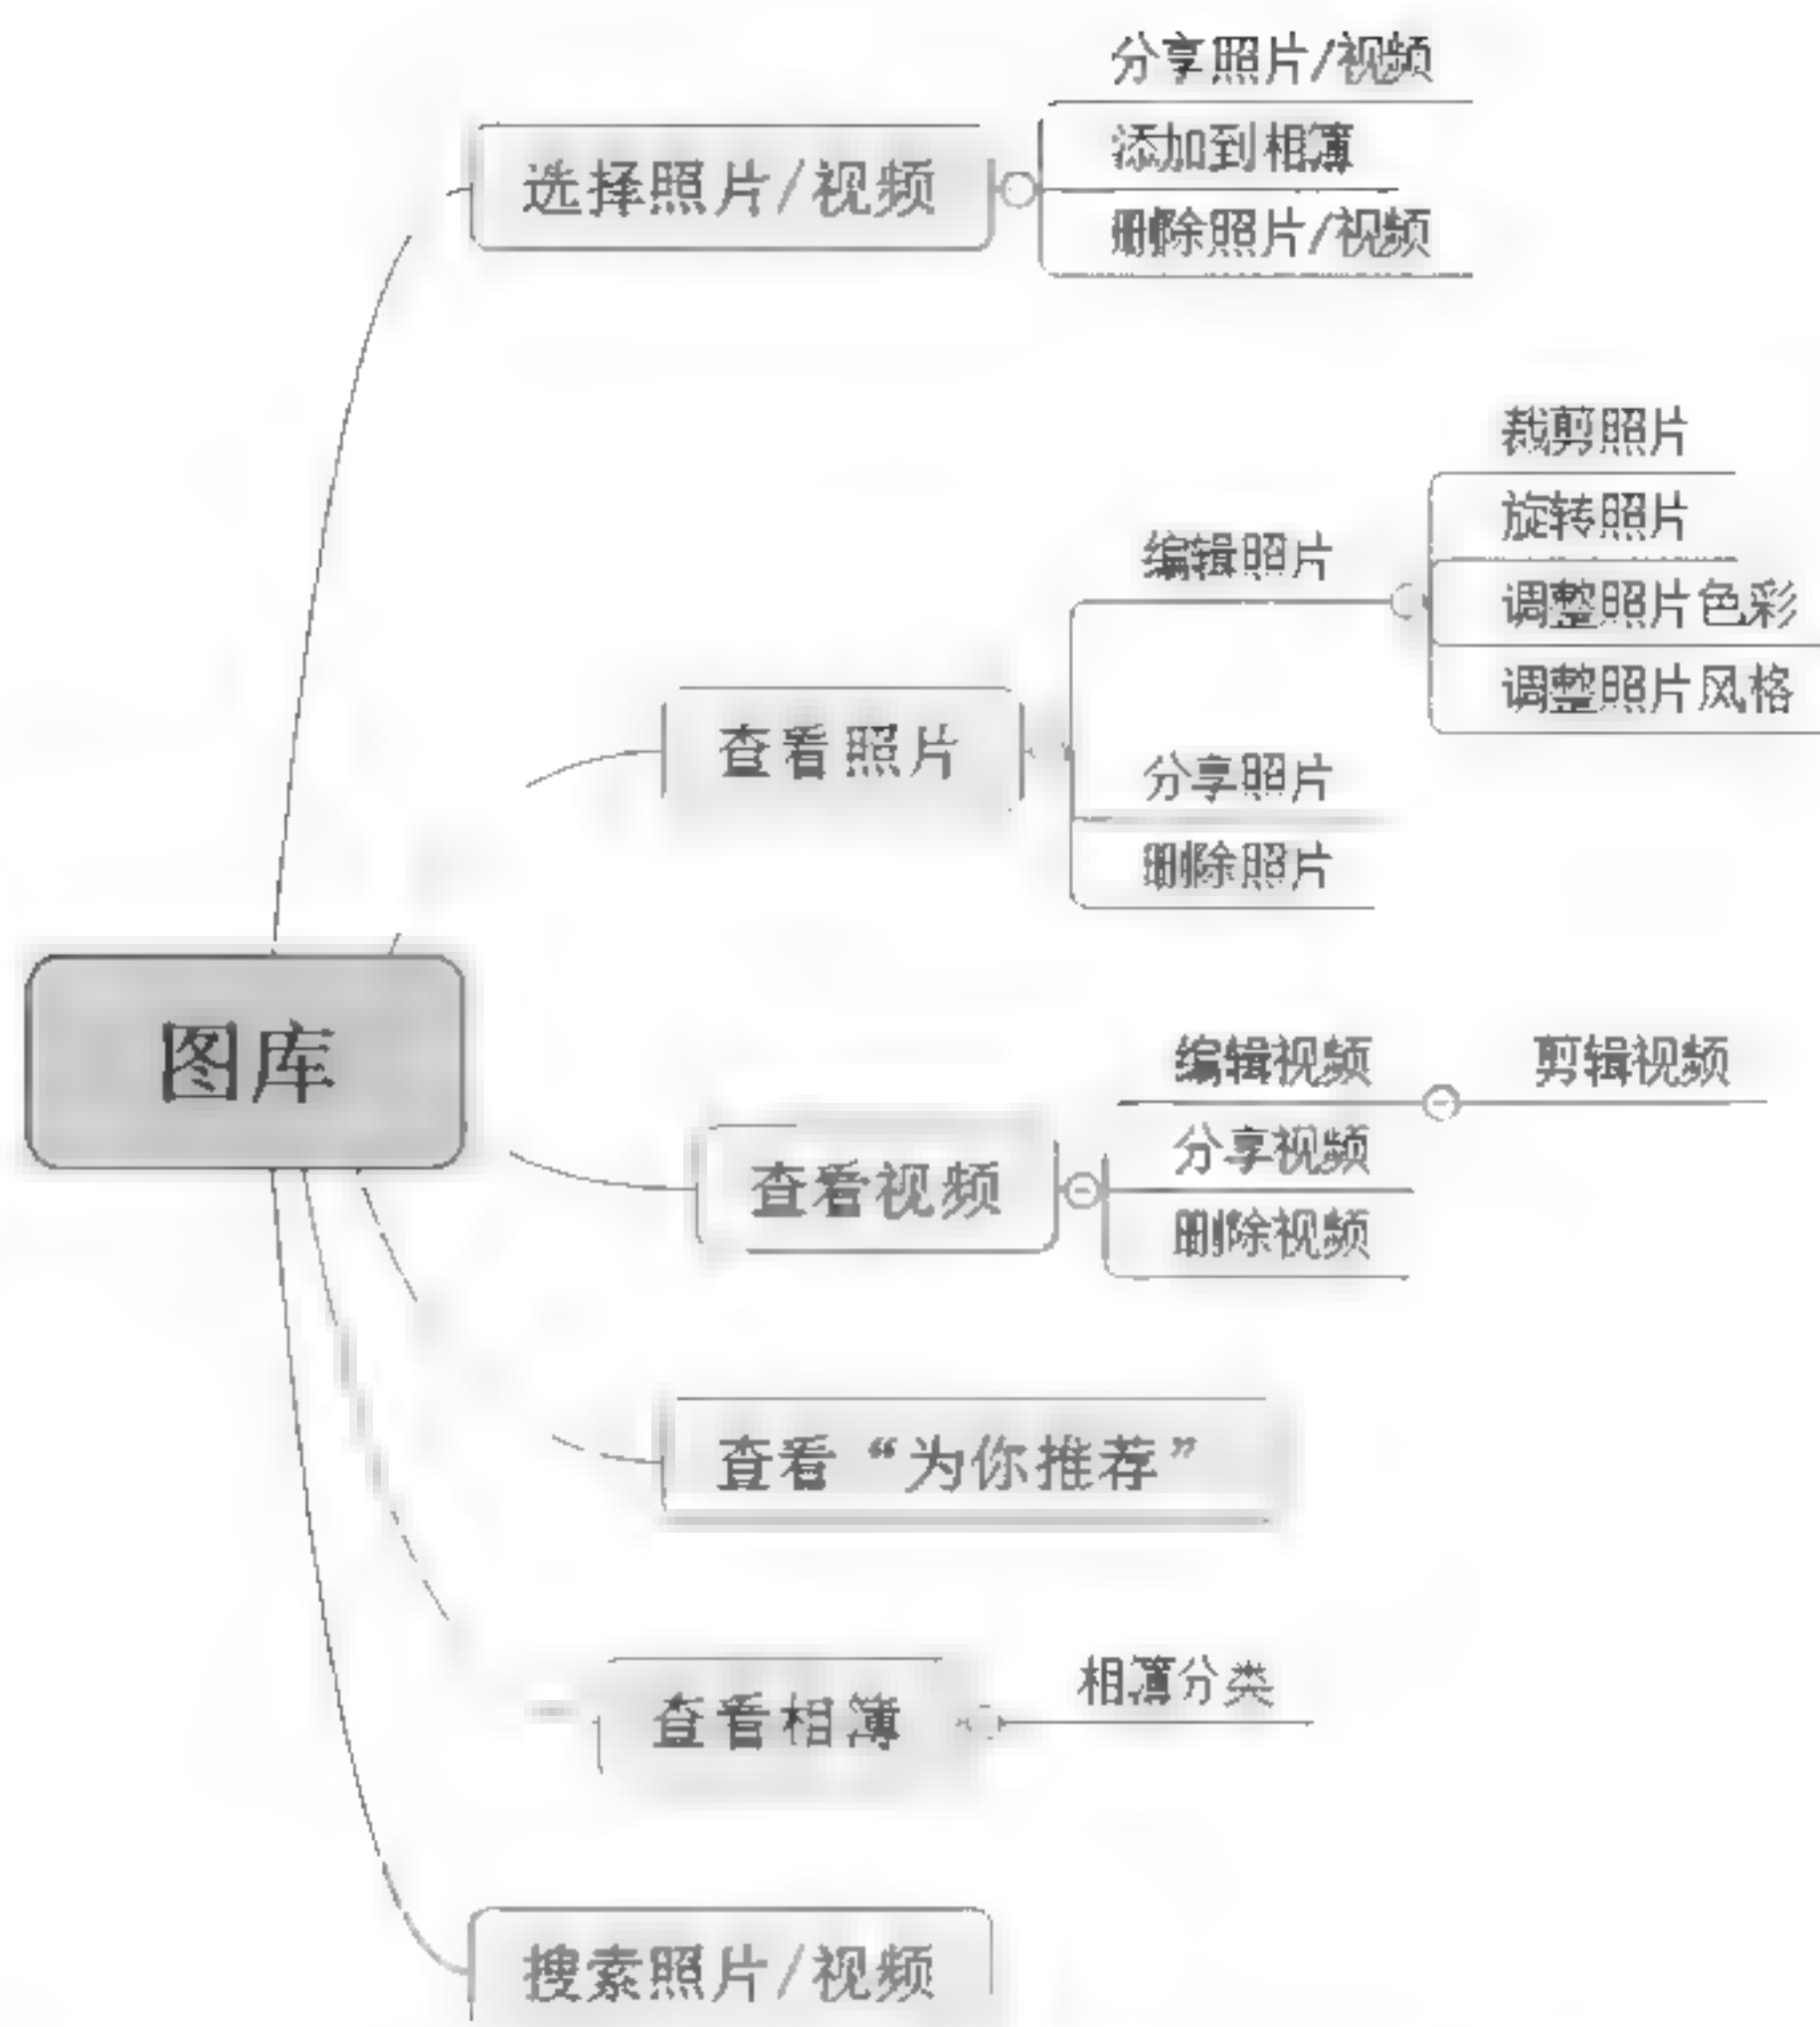 分享照片/视频
选择照片/视频
添加到相簿
删除照片/视频
裁剪照片
旋转照片
编辑照片
调整照片色彩
调整照片风格
查看照片
分享照片
删除照片
图库
编辑视频
剪辑视频
分享视频
查看视频
删除视频
查看“为你推荐”
相簿分类
查看相簿
搜索照片/视频